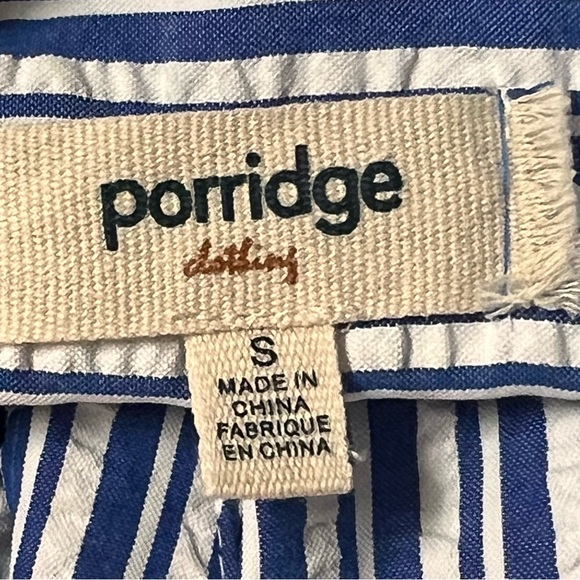 porridge
clothing
S
MADE IN
CHINA
FABRIQUE
EN CHINA